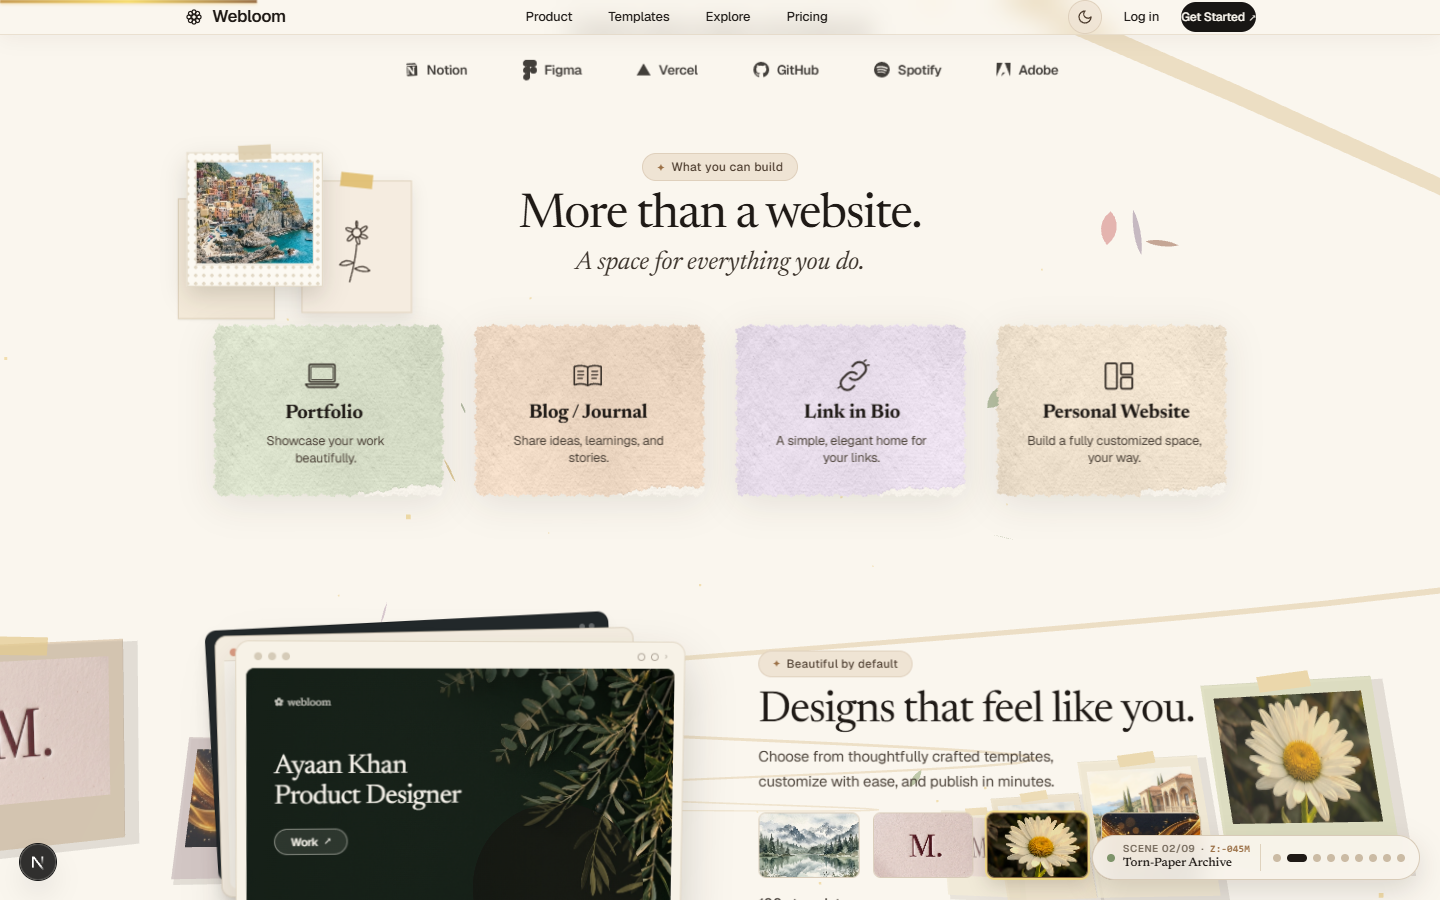 Webloom
Product
Templates
Explore
Pricing
Log in
Get Started ↗
Notion
Figma
Vercel
GitHub
Spotify
Adobe
What you can build
More than a website.
A space for everything you do.
Portfolio
Showcase your work
beautifully.
Blog / Journal
Share ideas, learnings, and
stories.
Link in Bio
A simple, elegant home for
your links.
Personal Website
Build a fully customized space,
your way.
M.
webloom
Ayaan Khan
Product Designer
Work ↗
Beautiful by default
Designs that feel like you.
Choose from thoughtfully crafted templates,
customize with ease, and publish in minutes.
M.
M
SCENE 02/09 · Z:-045M
Torn-Paper Archive
N